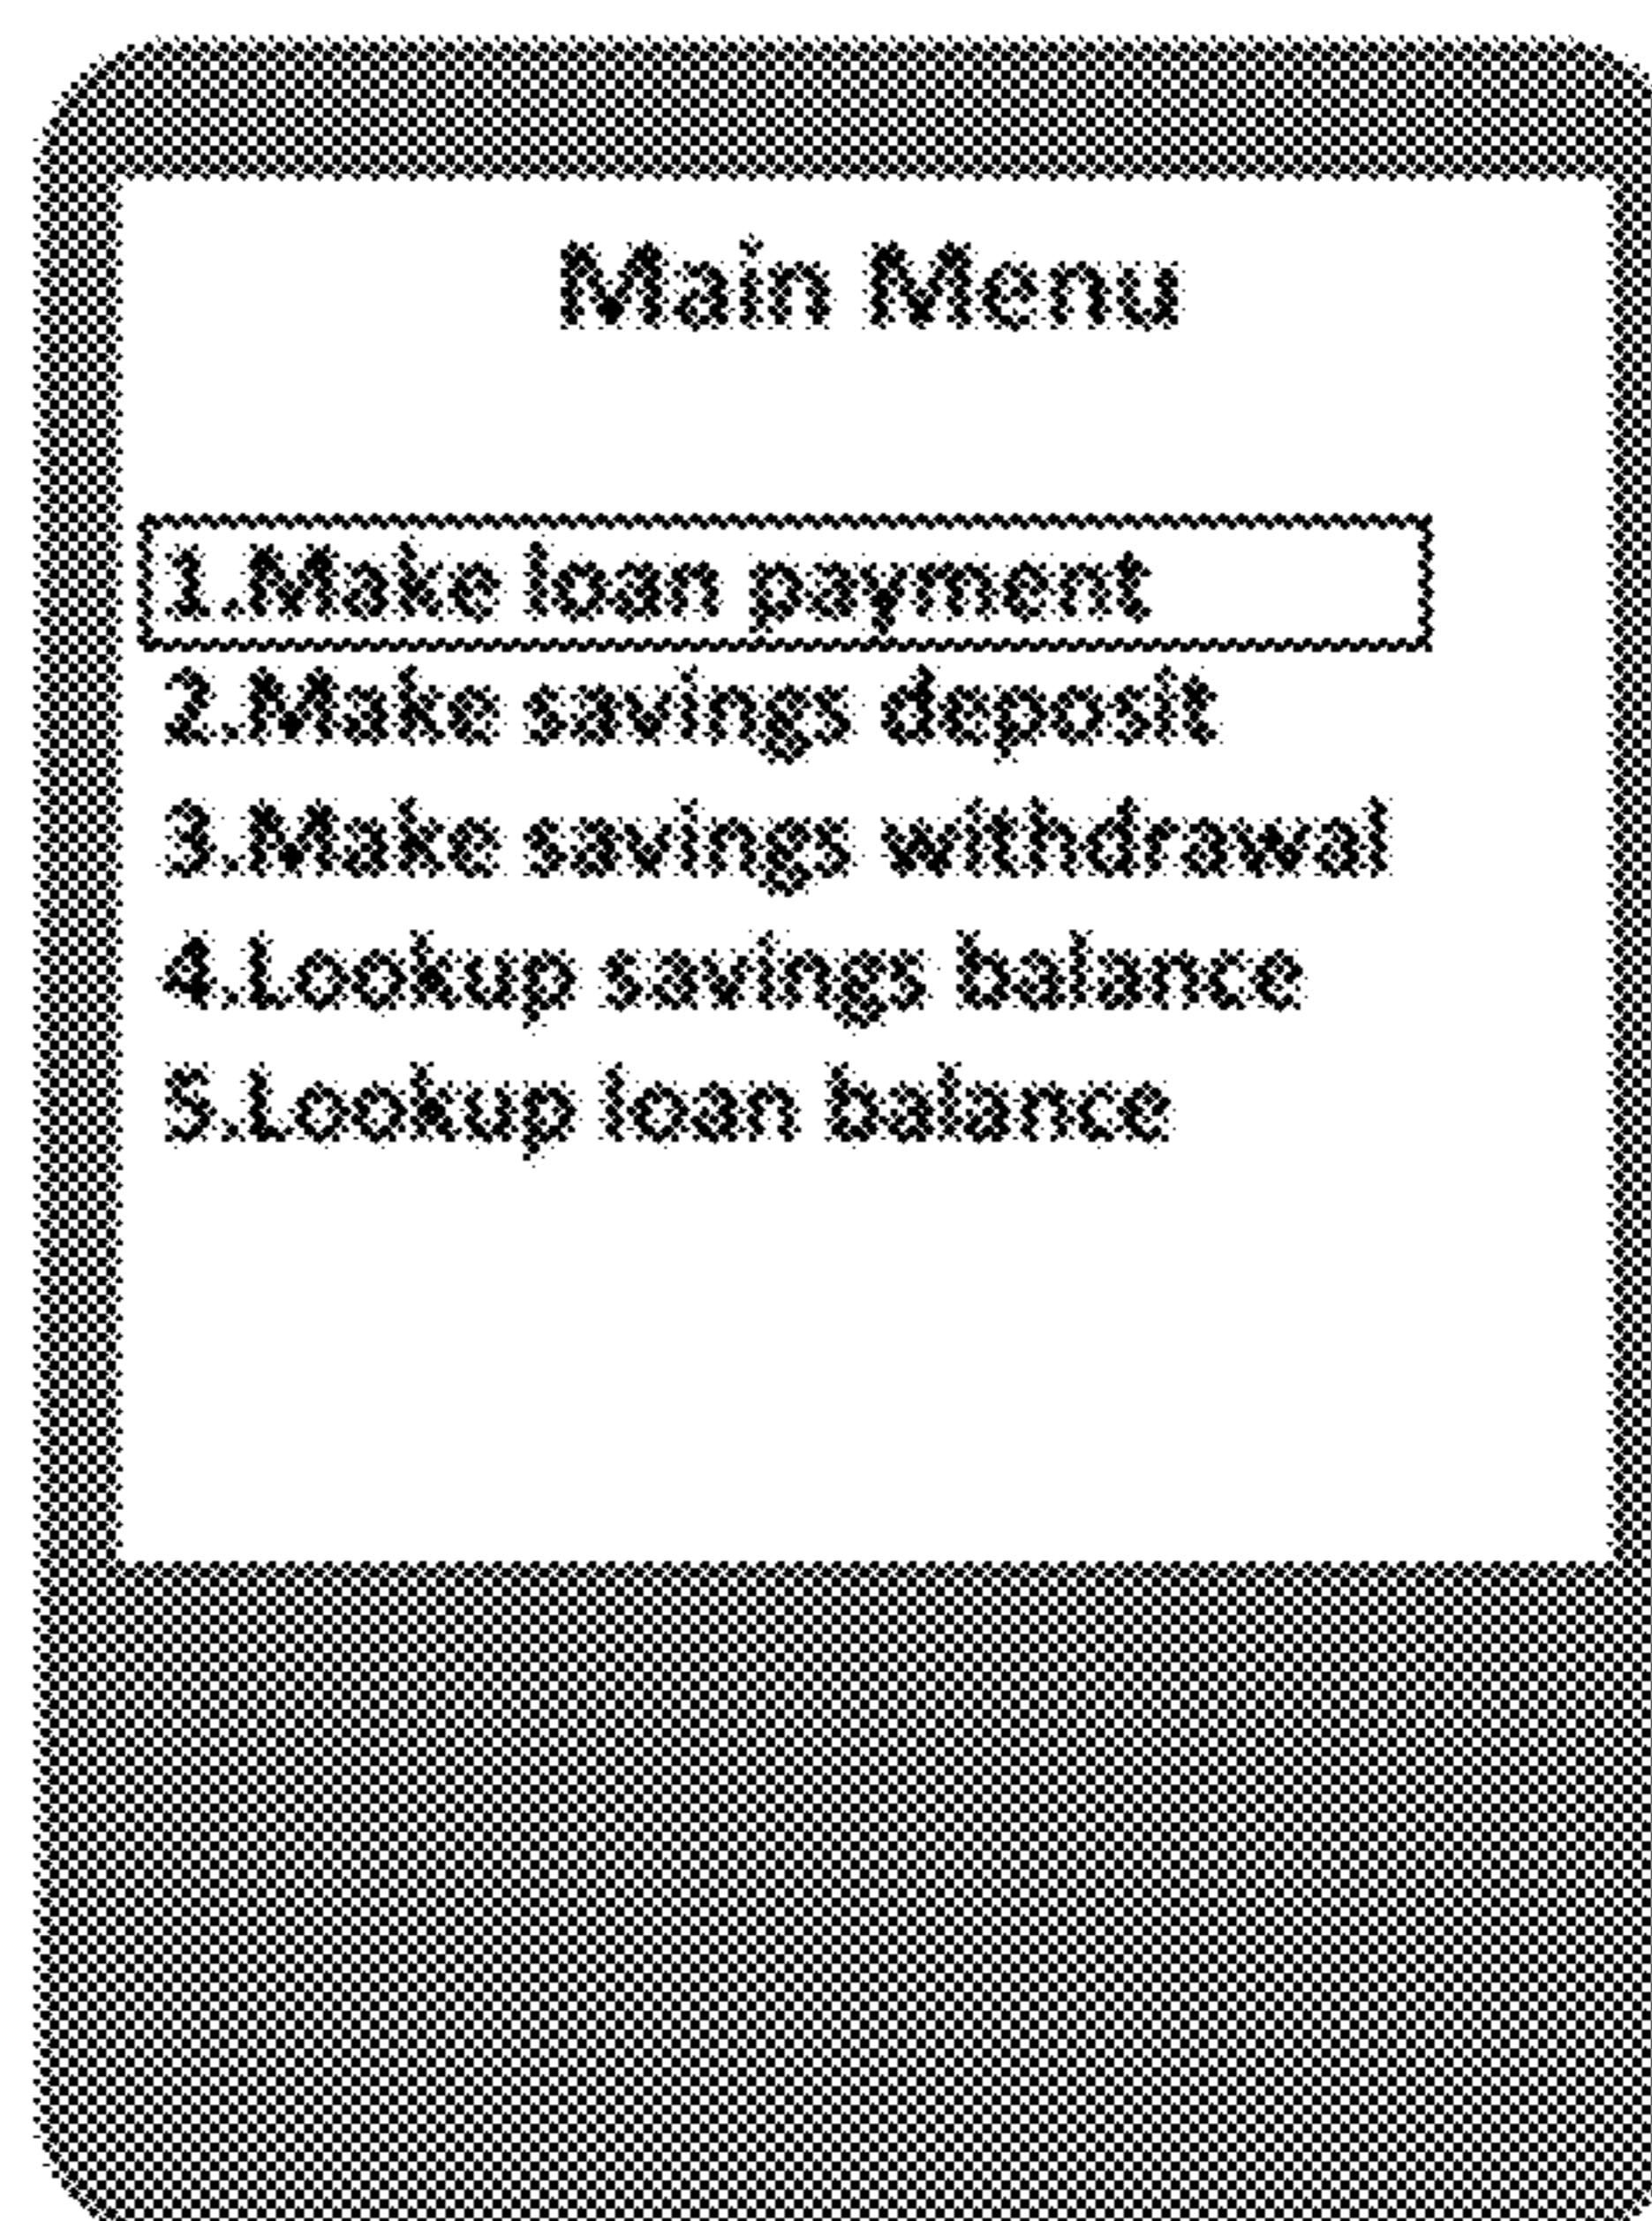 Main Menu
1.Make loan payment
2.Make savings deposit
3.Make savings withdrawal
4.Lookup savings balance
5.Lookup loan balance